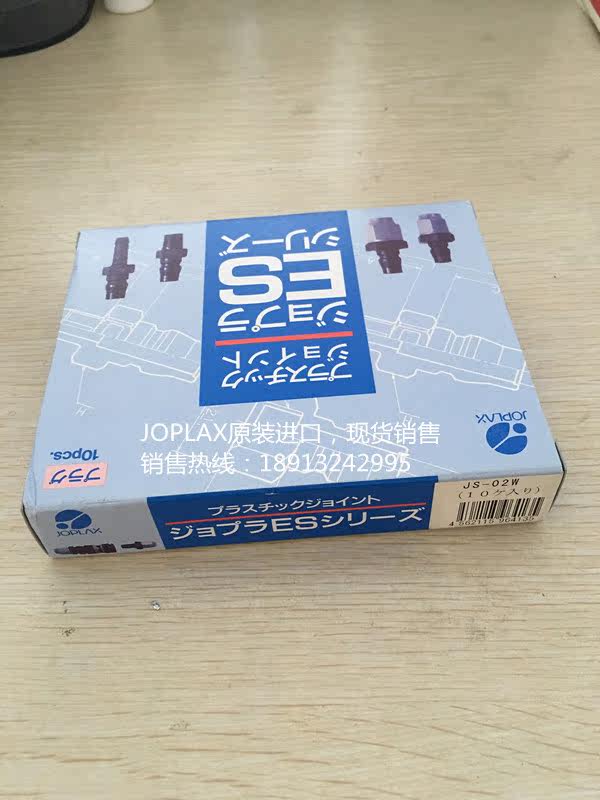 プラスチック
ジョイント
ジョプラ
ES
シリーズ
JOPLAX
プラグ
10pcs.
JOPLAX原装进口，现货销售
销售热线：18913242995
JOPLAX
プラスチックジョイント
ジョプラESシリーズ
JS-02W
(10ケ入り)